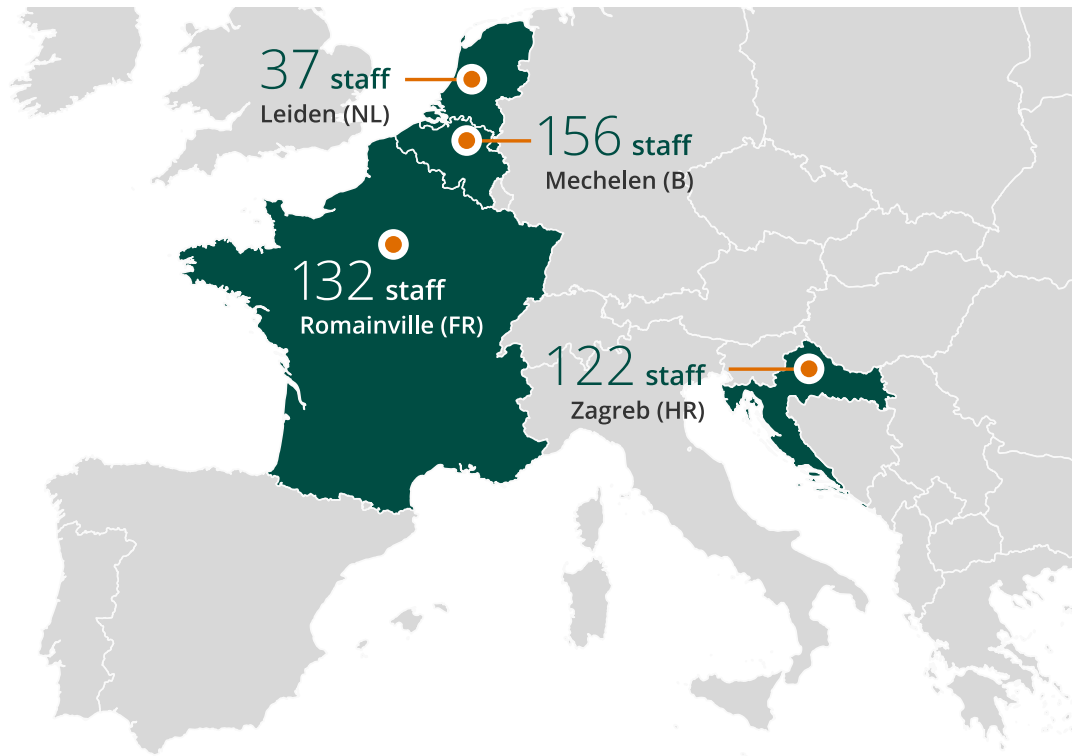 37 staff
Leiden (NL)
156 staff
Mechelen (B)
132 staff
Romainville (FR)
122 staff
Zagreb (HR)